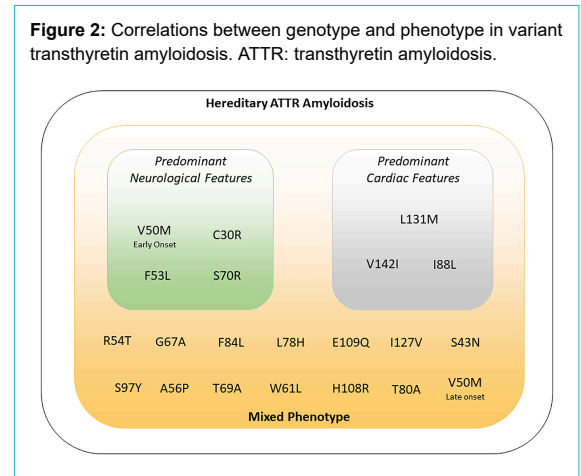 Figure 2: Correlations between genotype and phenotype in variant
transthyretin amyloidosis. ATTR: transthyretin amyloidosis.
Hereditary ATTR Amyloidosis
Predominant
Neurological Features
V50M
Early Onset
C30R
F53L
S70R
Predominant
Cardiac Features
L131M
V142I
I88L
R54T
G67A
F84L
L78H
E109Q
I127V
S43N
S97Y
A56P
T69A
W61L
H108R
T80A
V50M
Late onset
Mixed Phenotype